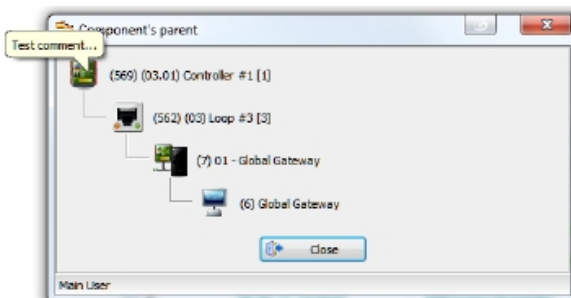 Component's parent
Test comment...
(569) (03.01) Controller #1 [1]
(562) (03) Loop #3 [3]
(7) 01 - Global Gateway
(6) Global Gateway
Close
Main User